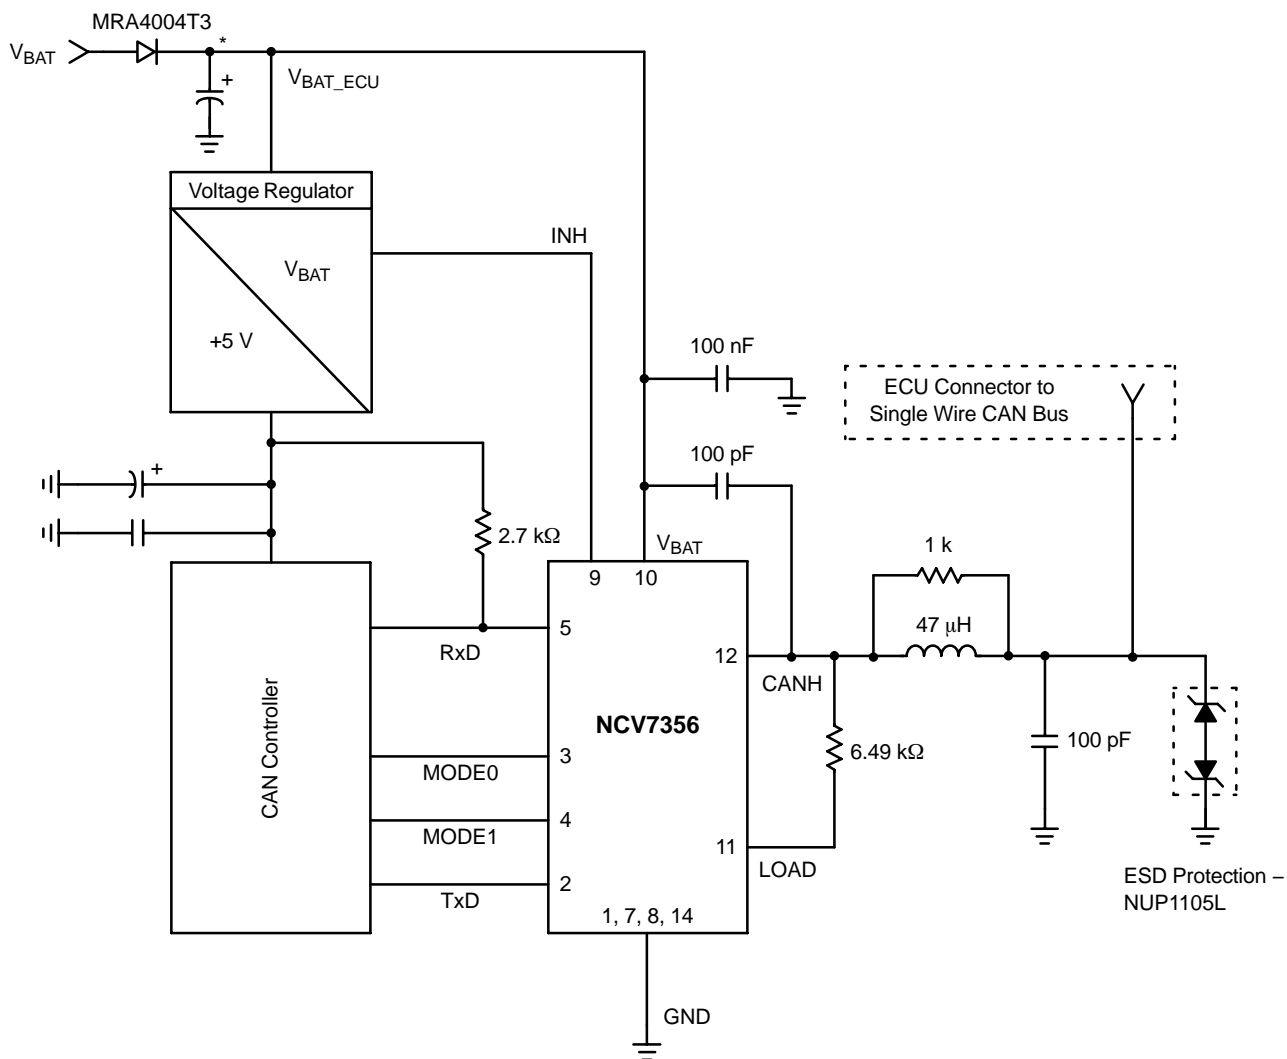 MRA4004T3
V_BAT
*
+
V_BAT_ECU
Voltage Regulator
INH
V_BAT
+5 V
100 nF
ECU Connector to
Single Wire CAN Bus
100 pF
+
2.7 kΩ
V_BAT
9
10
1 k
47 μH
5
RxD
12
CANH
CAN Controller
NCV7356
3
MODE0
6.49 kΩ
100 pF
4
MODE1
11
LOAD
2
TxD
ESD Protection –
NUP1105L
1, 7, 8, 14
GND